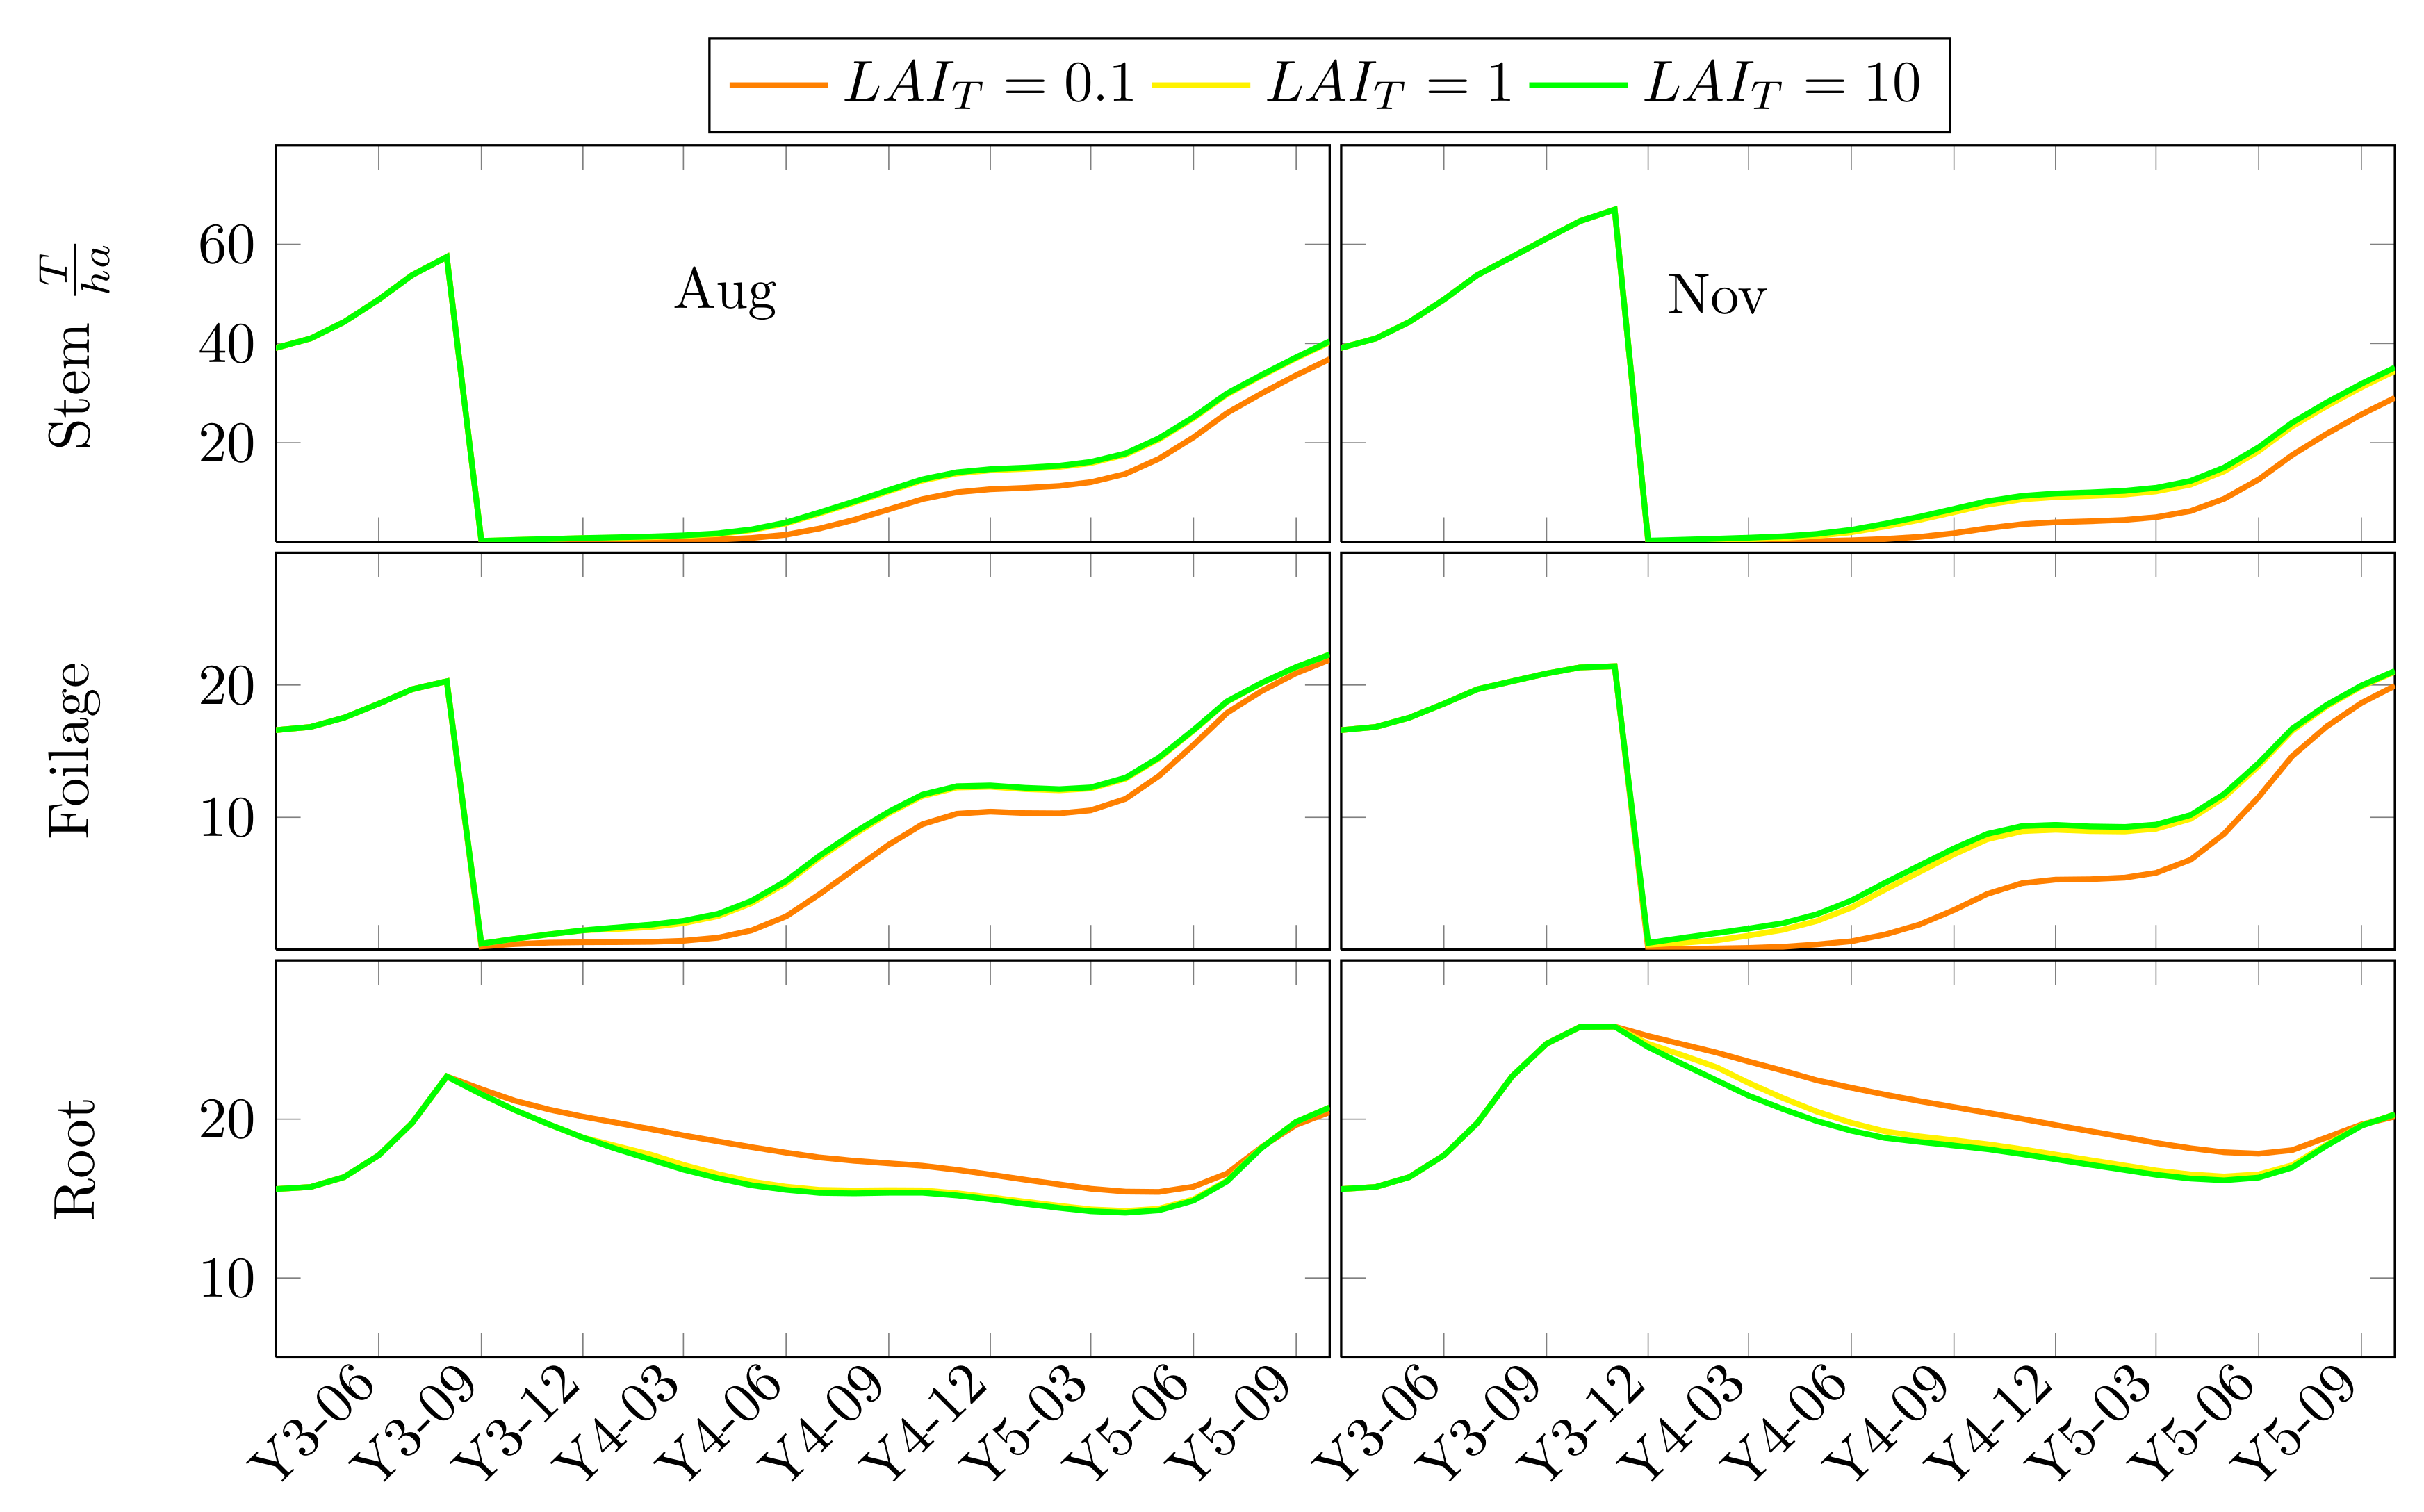 LAI_T = 0.1 LAI_T = 1 LAI_T = 10
Stem T/ha
60
40
20
Aug
Nov
Foilage
20
10
Root
20
10
Y3-06 Y3-09 Y3-12 Y4-03 Y4-06 Y4-09 Y4-12 Y5-03 Y5-06 Y5-09
Y3-06 Y3-09 Y3-12 Y4-03 Y4-06 Y4-09 Y4-12 Y5-03 Y5-06 Y5-09